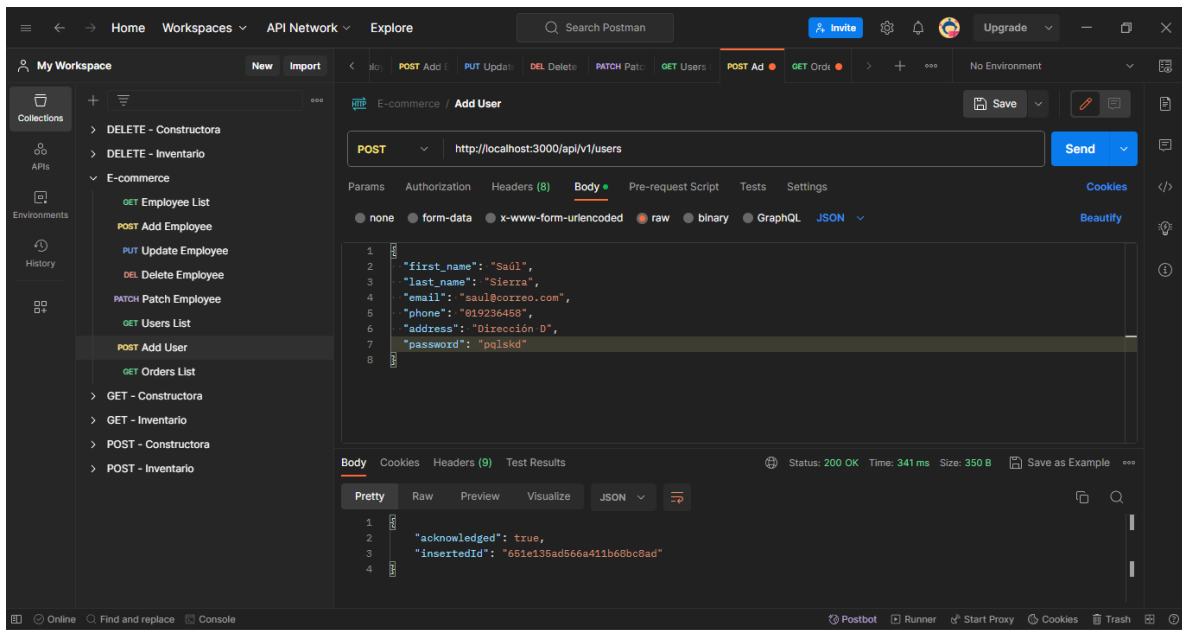 Home Workspaces API Network Explore Search Postman Invite Upgrade
My Workspace New Import
POST Add E PUT Updat DEL Delete PATCH Patc GET Users POST Ad GET Orde No Environment
Collections
APIs
Environments
History
DELETE - Constructora
DELETE - Inventario
E-commerce
GET Employee List
POST Add Employee
PUT Update Employee
DEL Delete Employee
PATCH Patch Employee
GET Users List
POST Add User
GET Orders List
GET - Constructora
GET - Inventario
POST - Constructora
POST - Inventario
HTTP E-commerce / Add User Save
POST http://localhost:3000/api/v1/users Send
Params Authorization Headers (8) Body Pre-request Script Tests Settings Cookies
none form-data x-www-form-urlencoded raw binary GraphQL JSON Beautify
1 {
2 "first_name": "Saúl",
3 "last_name": "Sierra",
4 "email": "saul@correo.com",
5 "phone": "019236458",
6 "address": "Dirección D",
7 "password": "pqlskd"
8 }
Body Cookies Headers (9) Test Results Status: 200 OK Time: 341 ms Size: 350 B Save as Example
Pretty Raw Preview Visualize JSON
1 {
2 "acknowledged": true,
3 "insertedId": "651e135ad566a411b68bc8ad"
4 }
Online Find and replace Console Postbot Runner Start Proxy Cookies Trash